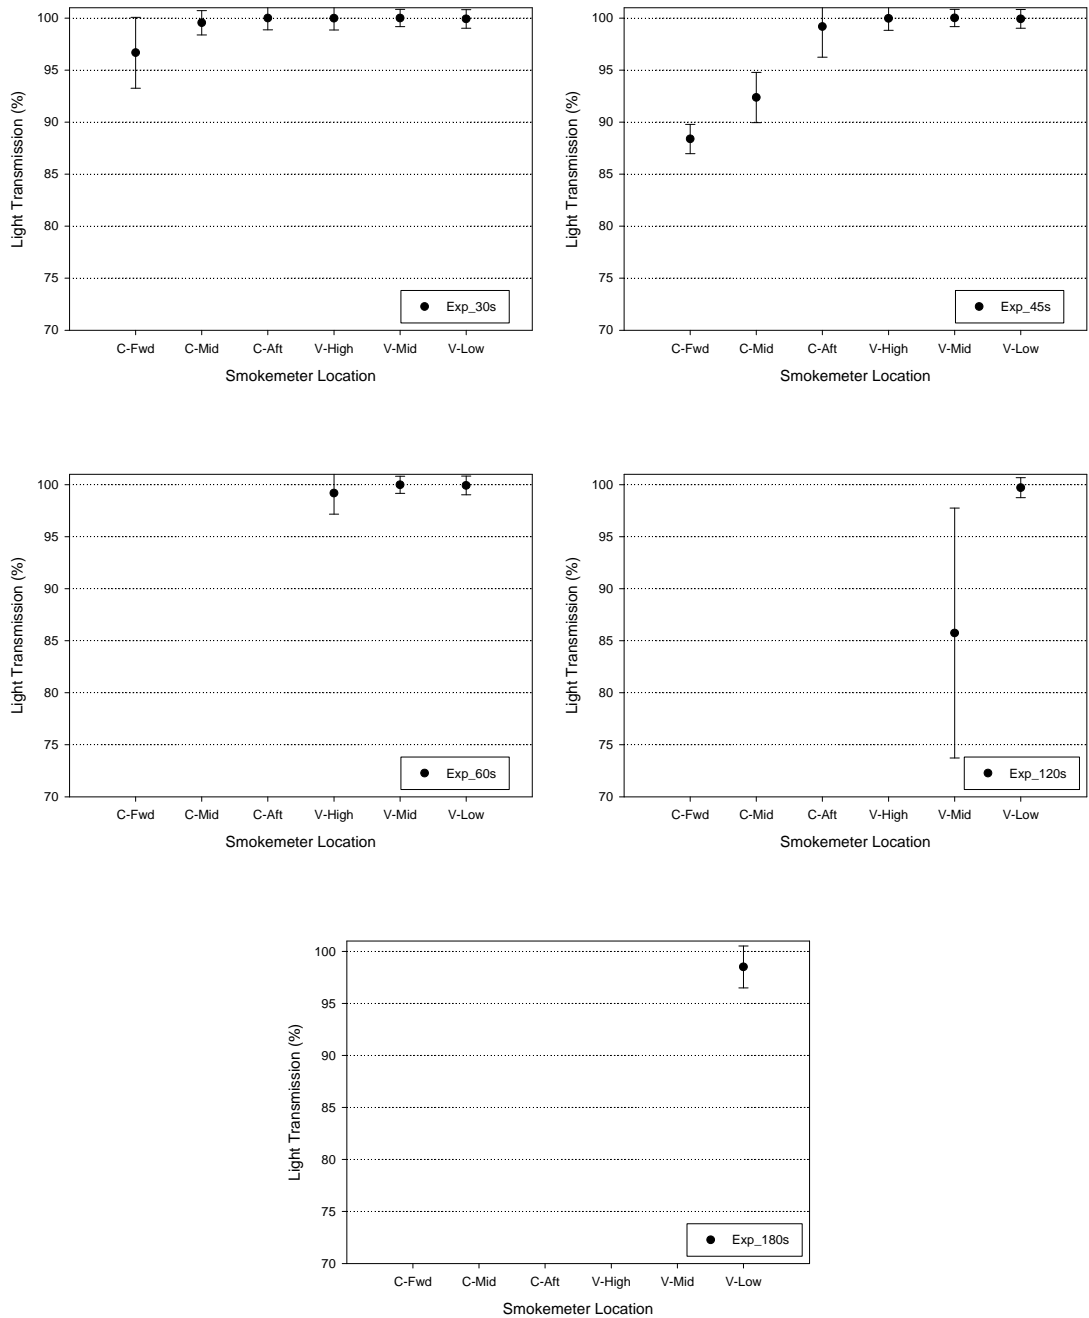 Light Transmission (%)
100
95
90
85
80
75
70
Exp_30s
C-Fwd C-Mid C-Aft V-High V-Mid V-Low
Smokemeter Location
Light Transmission (%)
100
95
90
85
80
75
70
Exp_45s
C-Fwd C-Mid C-Aft V-High V-Mid V-Low
Smokemeter Location
Light Transmission (%)
100
95
90
85
80
75
70
Exp_60s
C-Fwd C-Mid C-Aft V-High V-Mid V-Low
Smokemeter Location
Light Transmission (%)
100
95
90
85
80
75
70
Exp_120s
C-Fwd C-Mid C-Aft V-High V-Mid V-Low
Smokemeter Location
Light Transmission (%)
100
95
90
85
80
75
70
Exp_180s
C-Fwd C-Mid C-Aft V-High V-Mid V-Low
Smokemeter Location